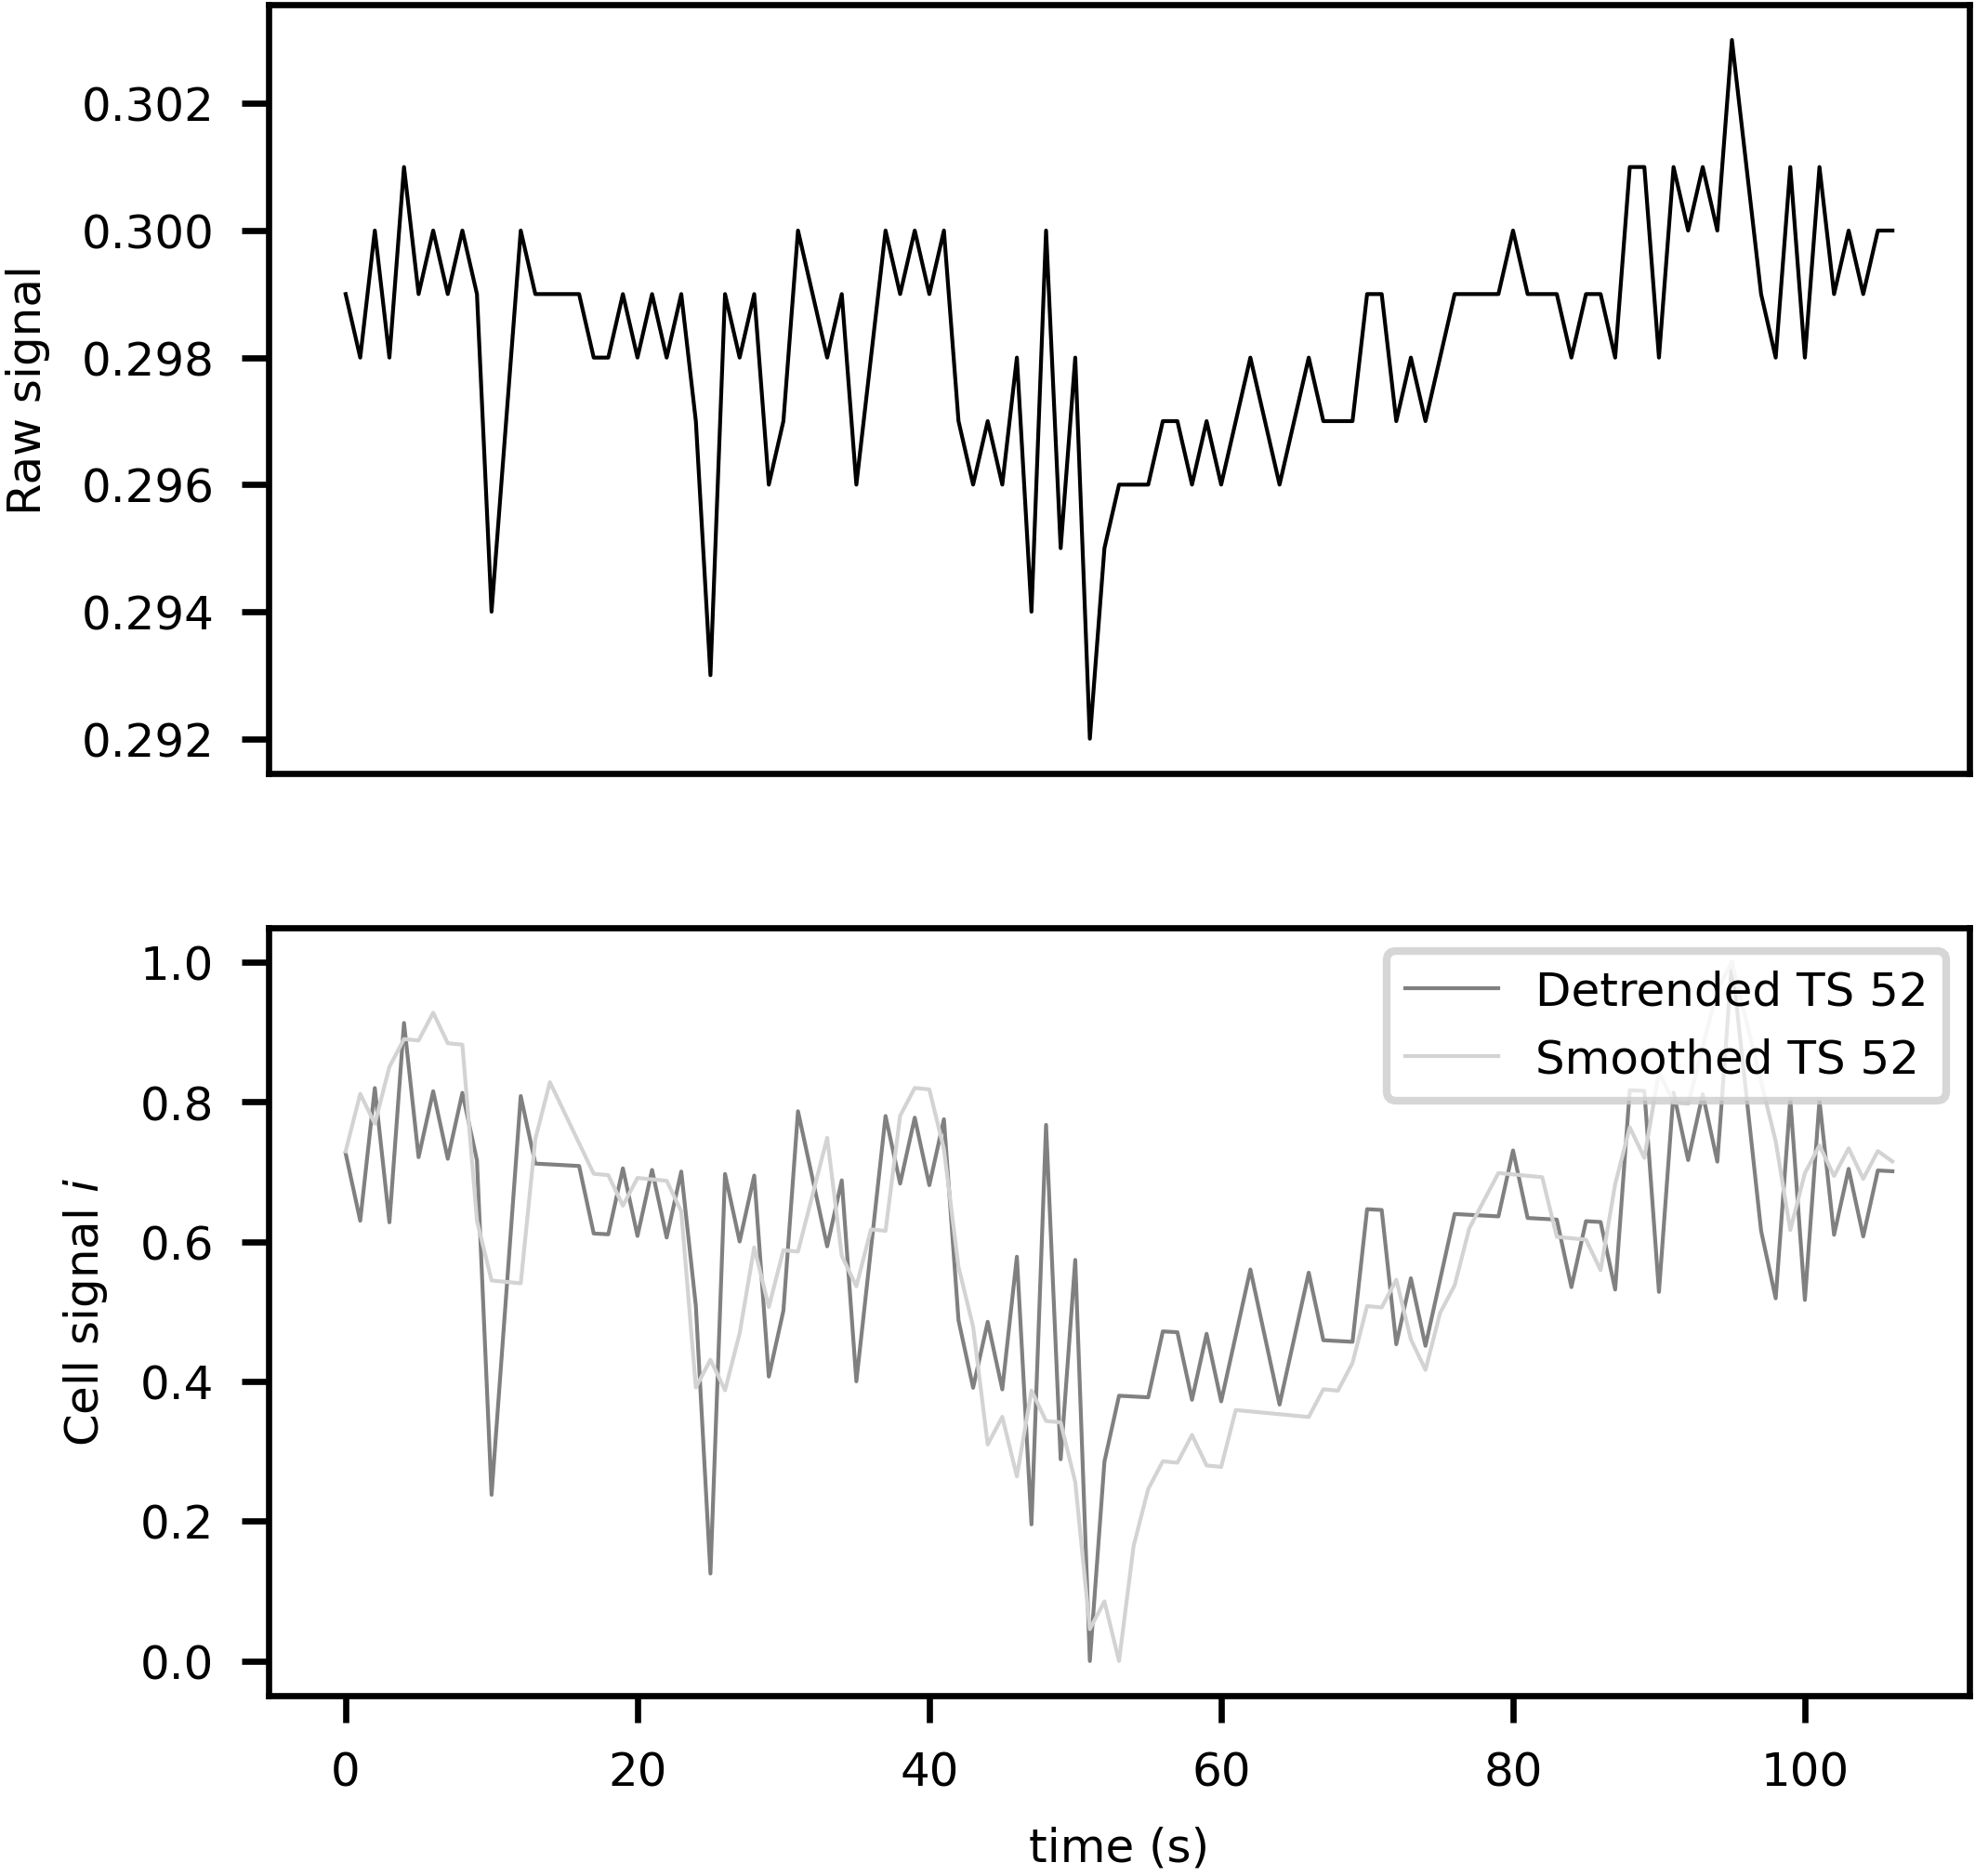 Raw signal
0.302
0.300
0.298
0.296
0.294
0.292
Cell signal i
1.0
0.8
0.6
0.4
0.2
0.0
Detrended TS 52
Smoothed TS 52
0 20 40 60 80 100
time (s)